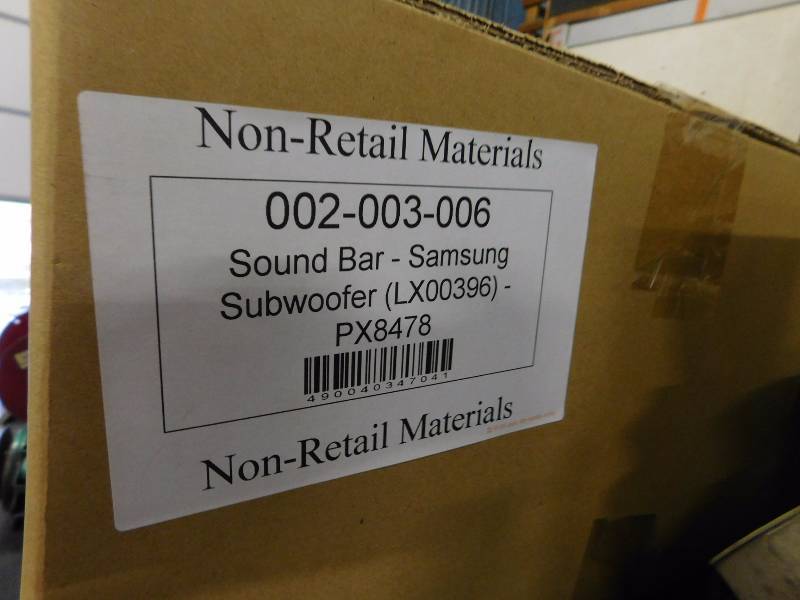 Non-Retail Materials
002-003-006
Sound Bar - Samsung
Subwoofer (LX00396) -
PX8478
490040347041
Non-Retail Materials